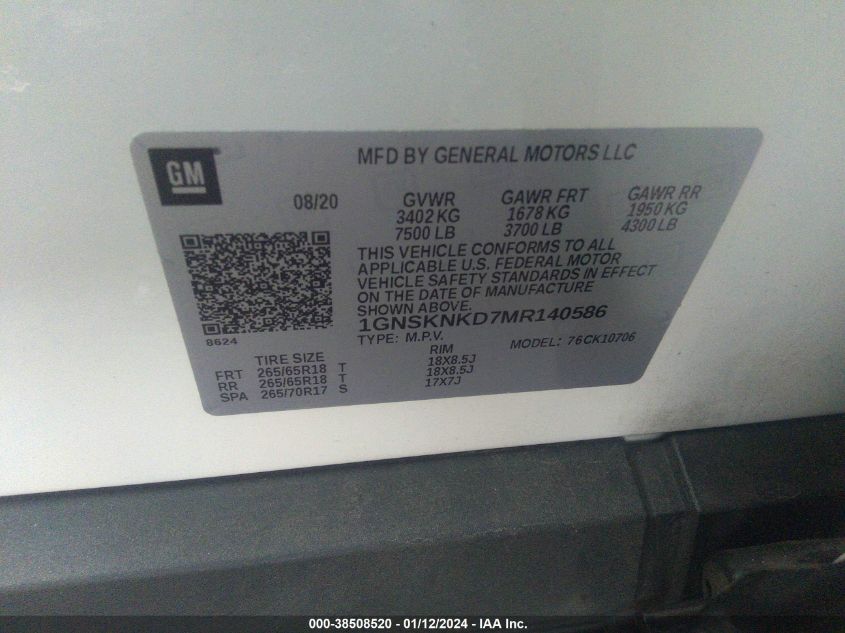 GM
MFD BY GENERAL MOTORS LLC
08/20 GVWR GAWR FRT GAWR RR
3402 KG 1678 KG 1950 KG
7500 LB 3700 LB 4300 LB
THIS VEHICLE CONFORMS TO ALL
APPLICABLE U.S. FEDERAL MOTOR
VEHICLE SAFETY STANDARDS IN EFFECT
ON THE DATE OF MANUFACTURE
SHOWN ABOVE.
1GNSKNKD7MR140586
8624
TYPE: M.P.V. MODEL: 76CK10706
TIRE SIZE RIM
FRT 265/65R18 T 18X8.5J
RR 265/65R18 T 18X8.5J
SPA 265/70R17 S 17X7J
000-38508520 - 01/12/2024 - IAA Inc.